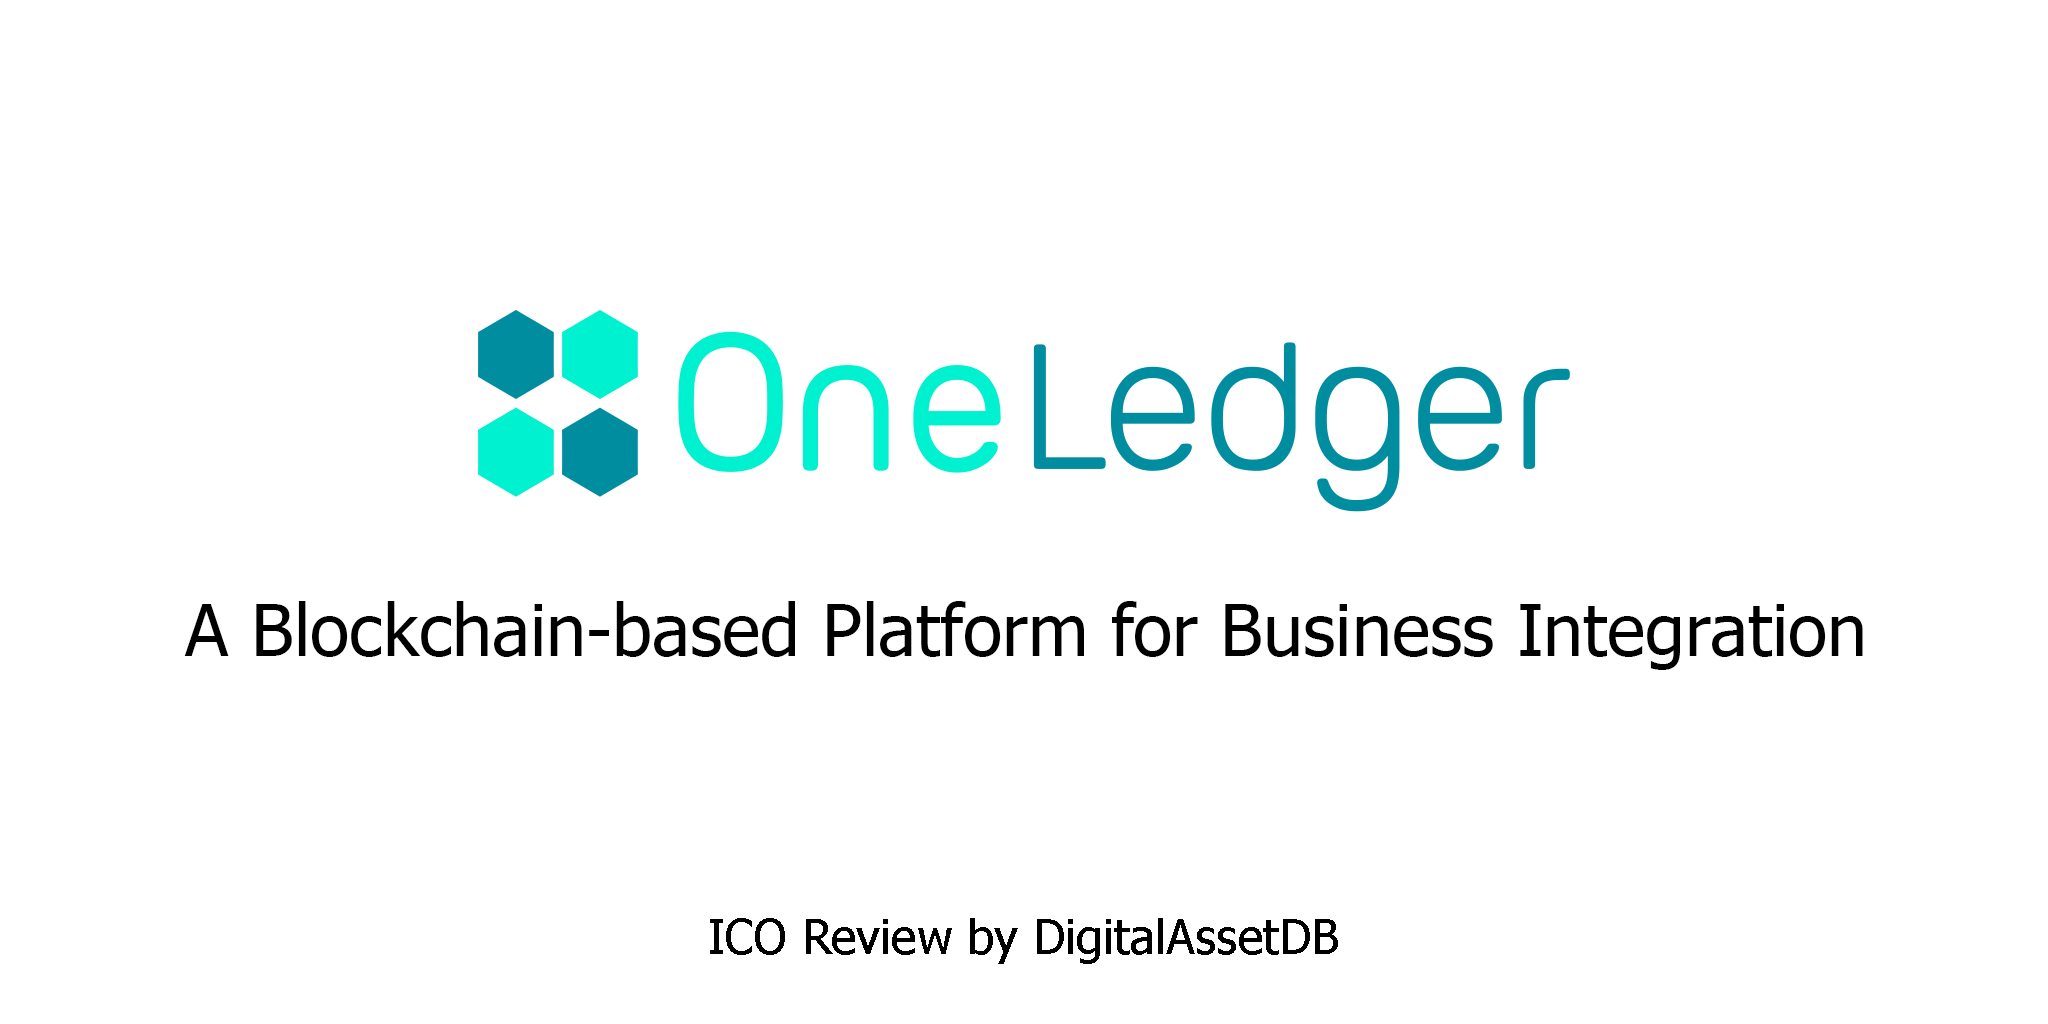 OneLedger
A Blockchain-based Platform for Business Integration
ICO Review by DigitalAssetDB